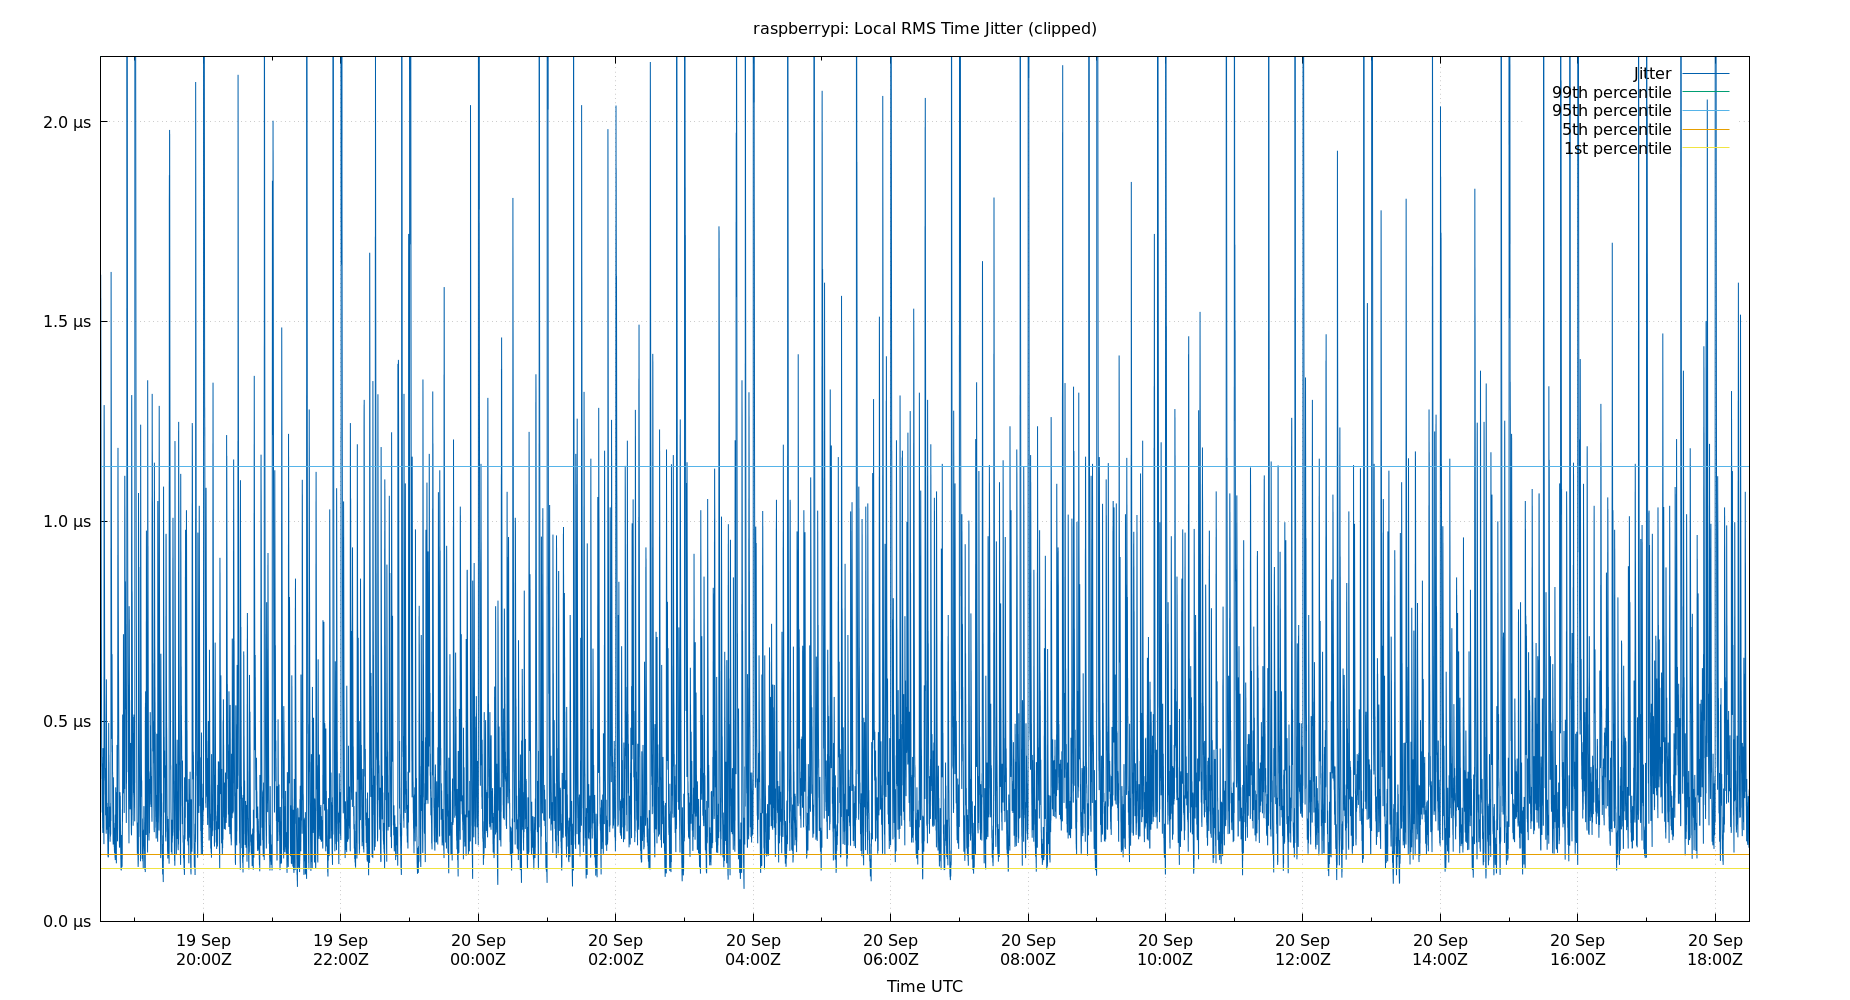 raspberrypi: Local RMS Time Jitter (clipped)
Jitter
99th percentile
95th percentile
5th percentile
1st percentile
2.0 µs
1.5 µs
1.0 µs
0.5 µs
0.0 µs
19 Sep 19 Sep 20 Sep 20 Sep 20 Sep 20 Sep 20 Sep 20 Sep 20 Sep 20 Sep 20 Sep 20 Sep
20:00Z 22:00Z 00:00Z 02:00Z 04:00Z 06:00Z 08:00Z 10:00Z 12:00Z 14:00Z 16:00Z 18:00Z
Time UTC